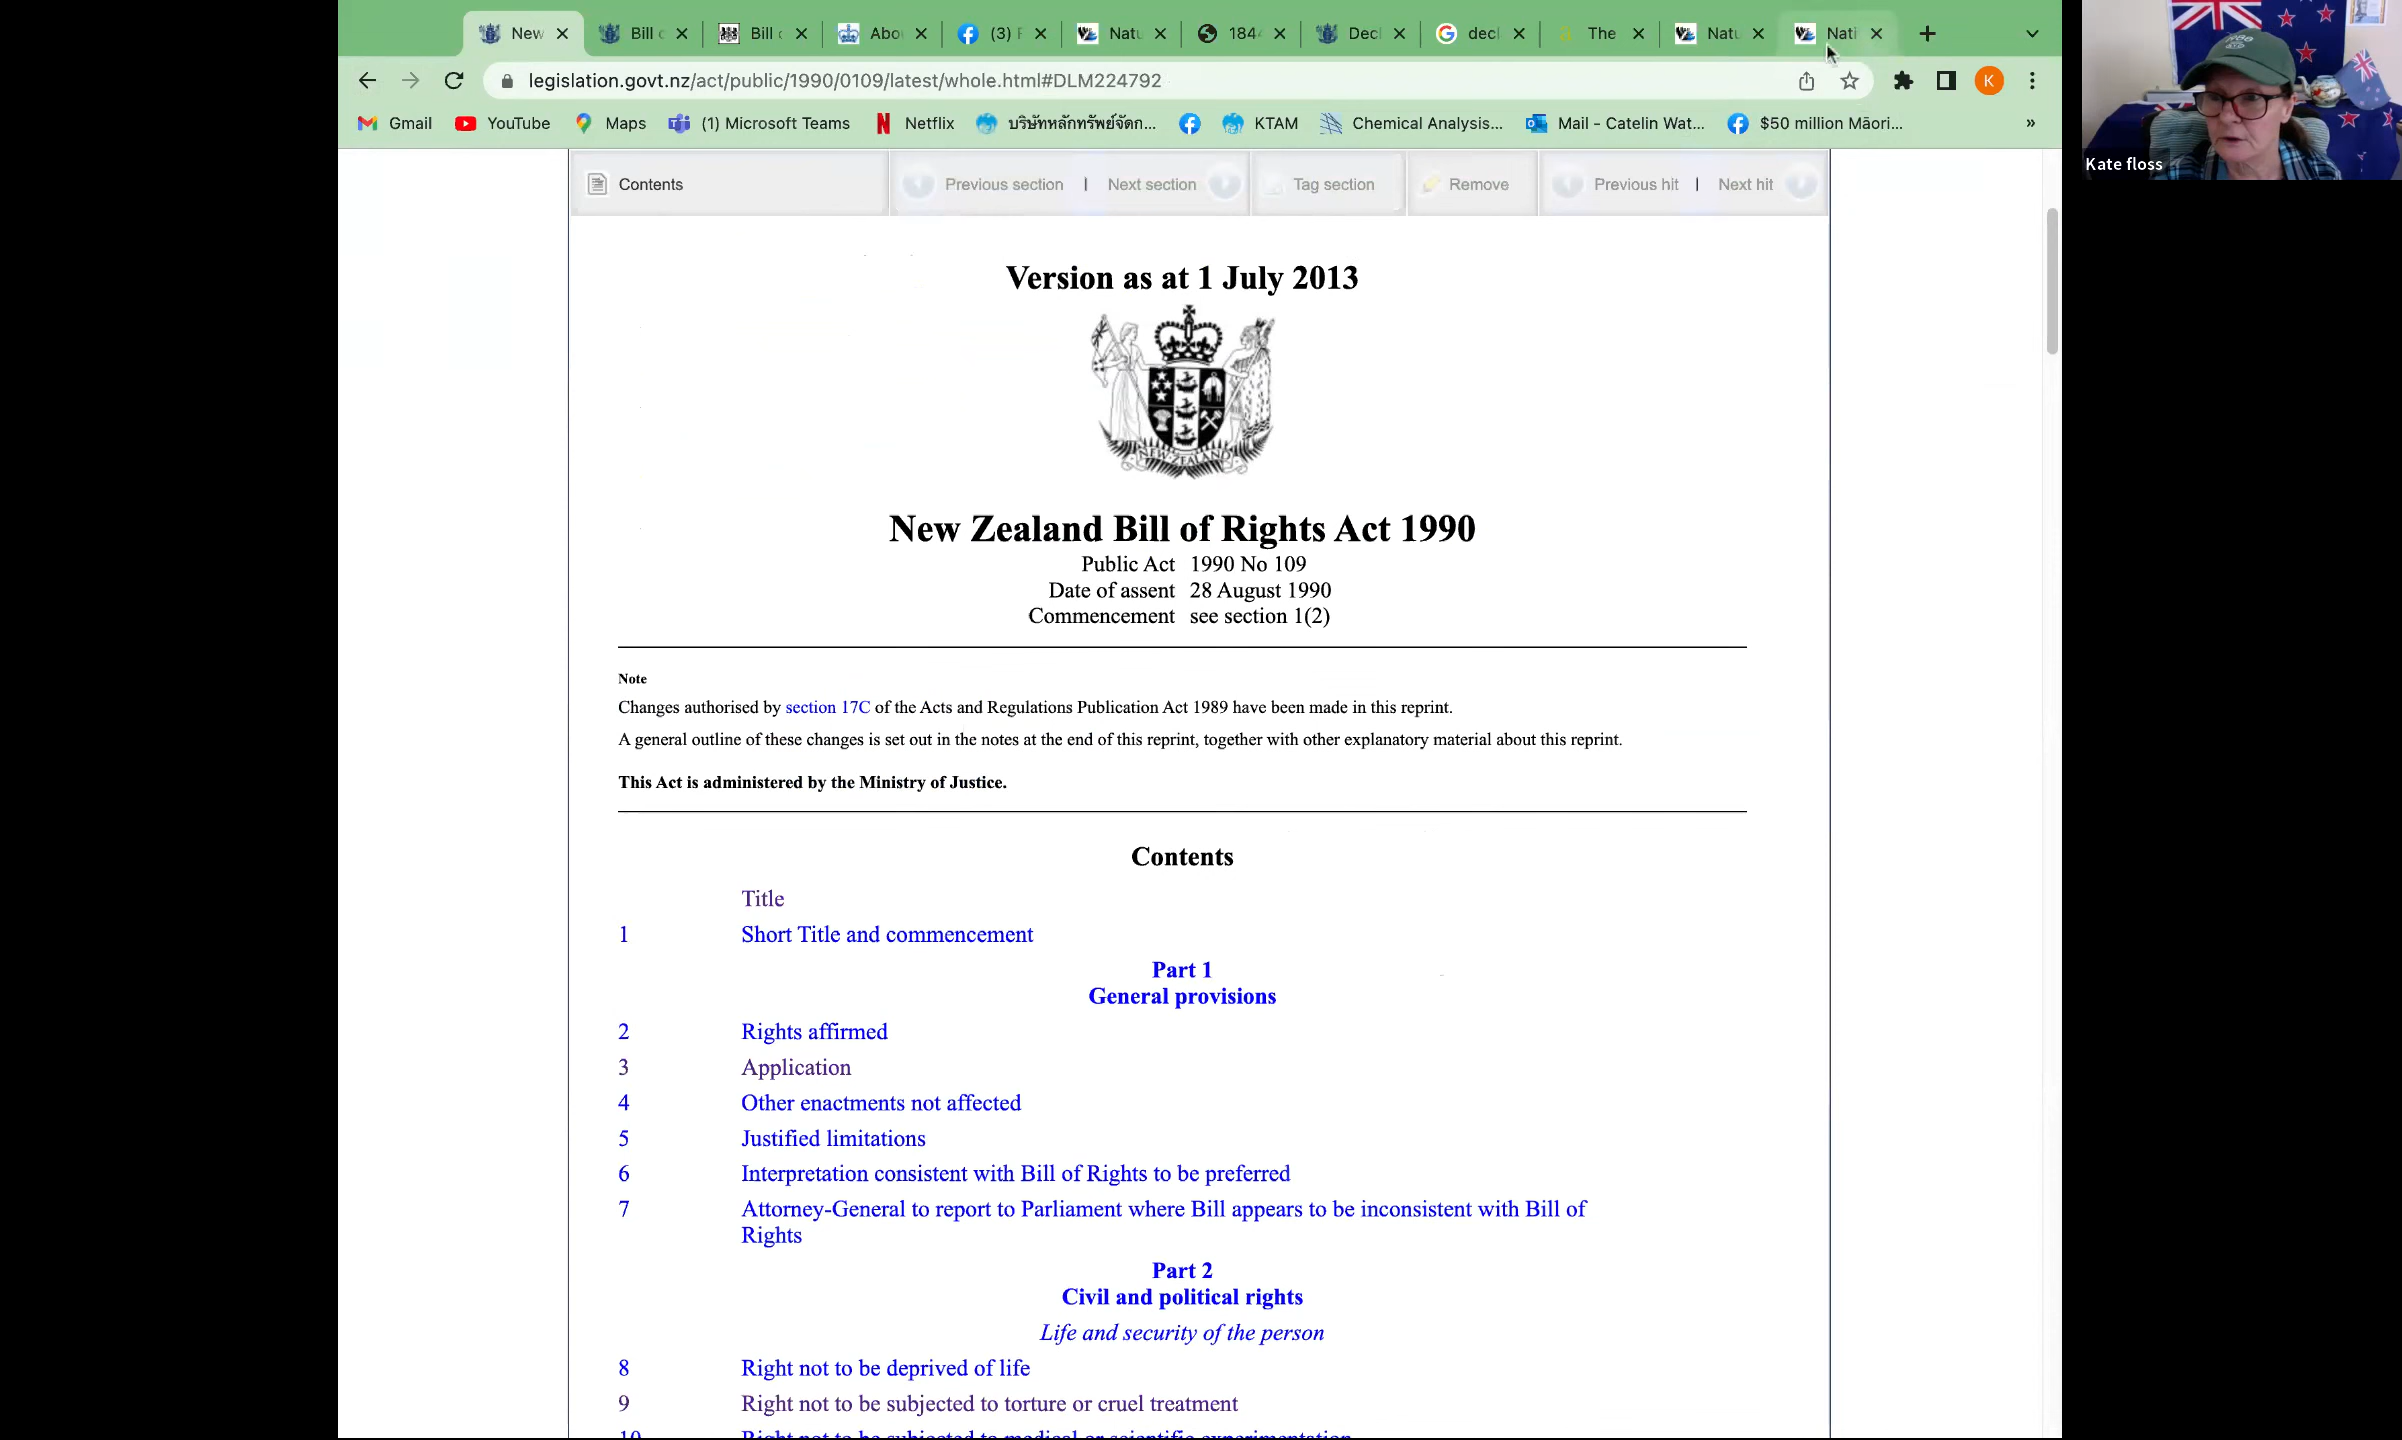 New
Bill
Bill
Abo
(3) F
Natu
184
Decl
decl
The
Natu
Nati
legislation.govt.nz/act/public/1990/0109/latest/whole.html#DLM224792
K
Gmail
YouTube
Maps
(1) Microsoft Teams
Netflix
บริษัทหลักทรัพย์จัดก...
KTAM
Chemical Analysis...
Mail - Catelin Wat...
$50 million Māori...
»
Kate floss
Contents
Previous section | Next section
Tag section
Remove
Previous hit | Next hit
Version as at 1 July 2013
NEW ZEALAND
New Zealand Bill of Rights Act 1990
Public Act 1990 No 109
Date of assent 28 August 1990
Commencement see section 1(2)
Note
Changes authorised by section 17C of the Acts and Regulations Publication Act 1989 have been made in this reprint.
A general outline of these changes is set out in the notes at the end of this reprint, together with other explanatory material about this reprint.
This Act is administered by the Ministry of Justice.
Contents
Title
1 Short Title and commencement
Part 1
General provisions
2 Rights affirmed
3 Application
4 Other enactments not affected
5 Justified limitations
6 Interpretation consistent with Bill of Rights to be preferred
7 Attorney-General to report to Parliament where Bill appears to be inconsistent with Bill of
Rights
Part 2
Civil and political rights
Life and security of the person
8 Right not to be deprived of life
9 Right not to be subjected to torture or cruel treatment
10 Right not to be subjected to medical or scientific experimentation